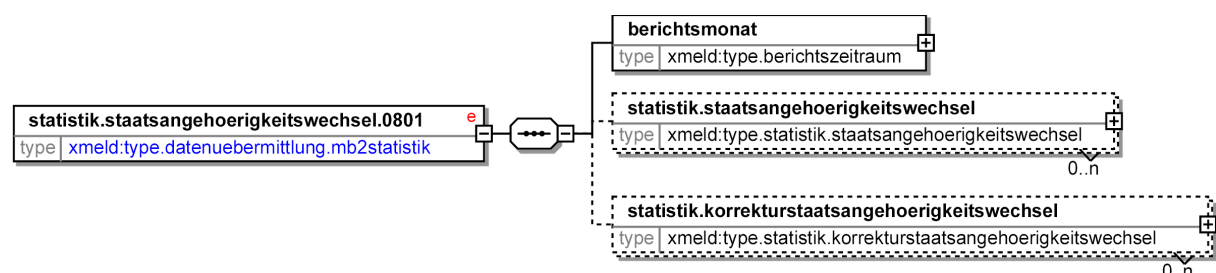 berichtsmonat
type xmeld:type.berichtszeitraum
statistik.staatsangehoerigkeitswechsel.0801 e
type xmeld:type.datenuebermittlung.mb2statistik
statistik.staatsangehoerigkeitswechsel
type xmeld:type.statistik.staatsangehoerigkeitswechsel
0..n
statistik.korrekturstaatsangehoerigkeitswechsel
type xmeld:type.statistik.korrekturstaatsangehoerigkeitswechsel
0..n